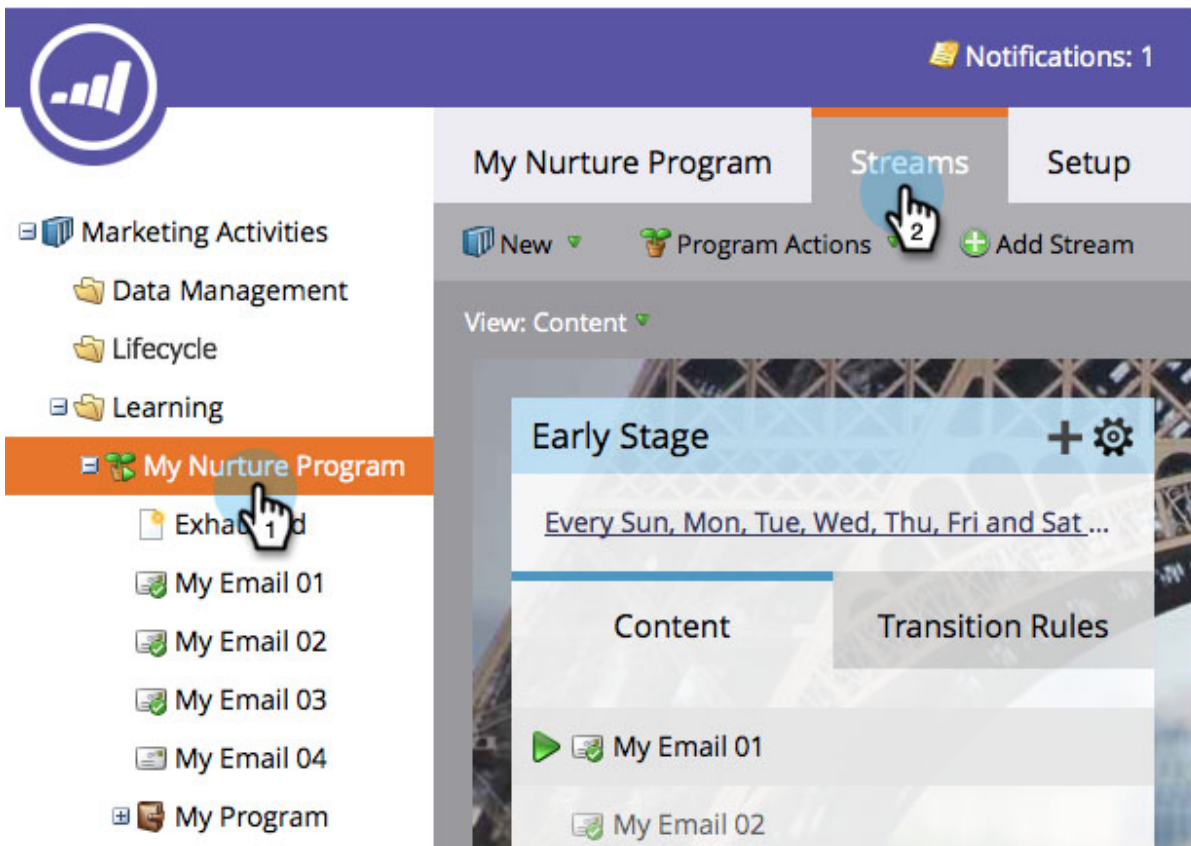 Notifications: 1
My Nurture Program
Streams
Setup
New
Program Actions
2
Add Stream
View: Content
Marketing Activities
Data Management
Lifecycle
Learning
My Nurture Program
1
My Email 01
My Email 02
My Email 03
My Email 04
My Program
Early Stage
Every Sun, Mon, Tue, Wed, Thu, Fri and Sat ...
Content
Transition Rules
My Email 01
My Email 02